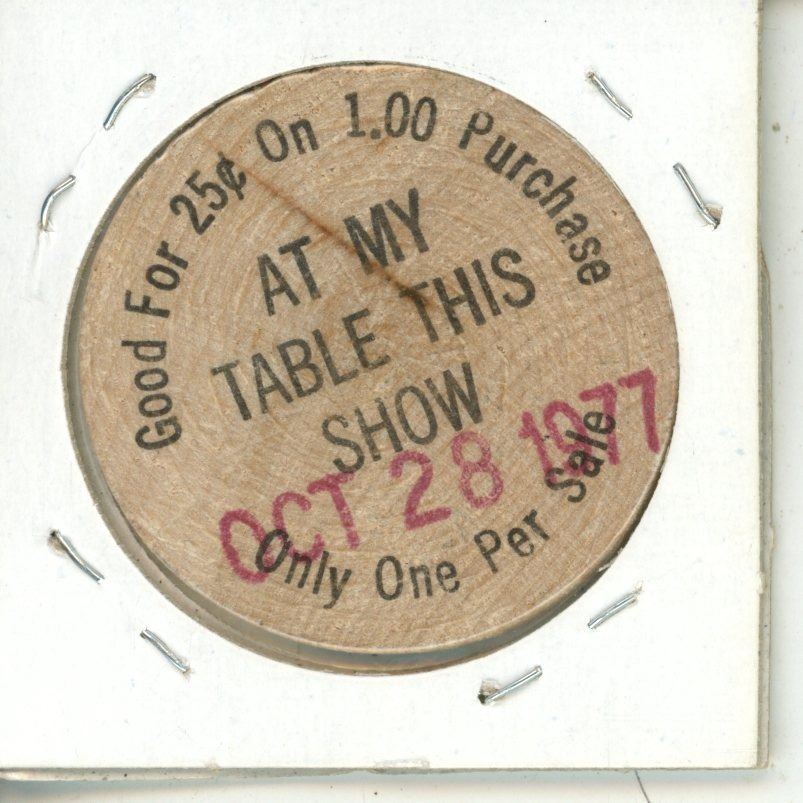 Good For 25¢ On 1.00 Purchase
AT MY
TABLE THIS
SHOW
OCT 28 1977
Only One Per Sale